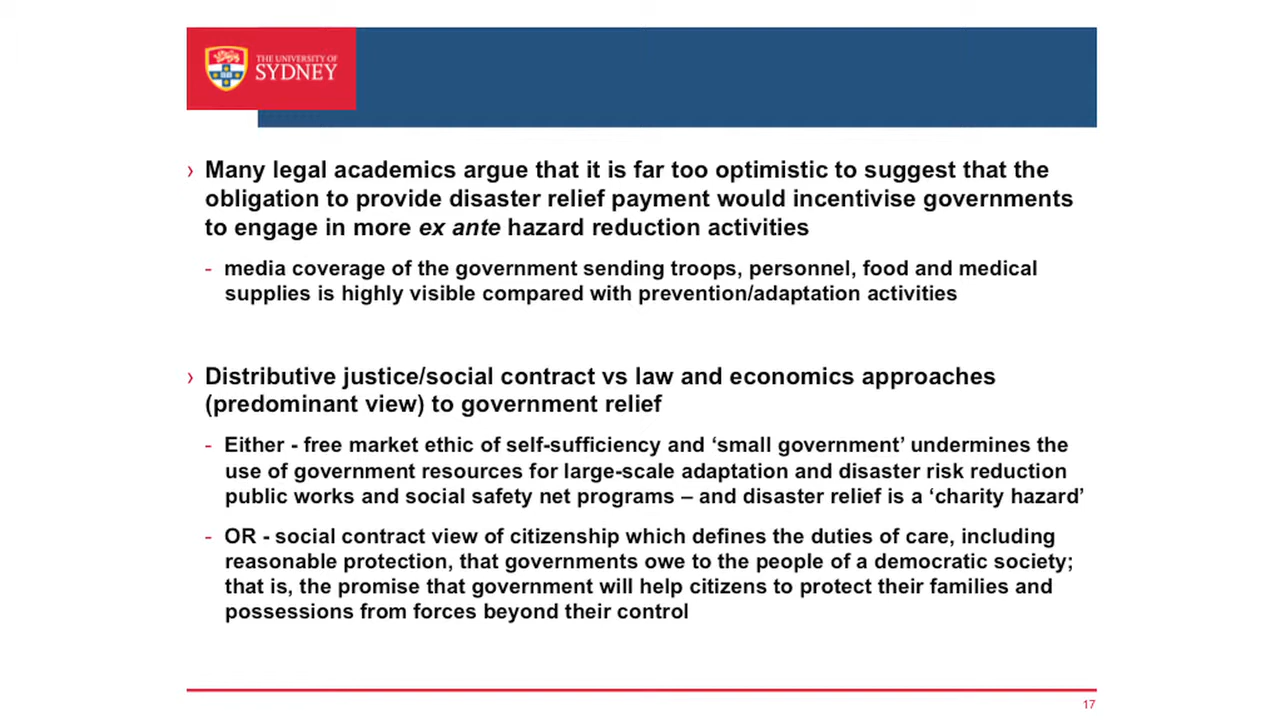 THE UNIVERSITY OF
SYDNEY
› Many legal academics argue that it is far too optimistic to suggest that the
obligation to provide disaster relief payment would incentivise governments
to engage in more ex ante hazard reduction activities
- media coverage of the government sending troops, personnel, food and medical
supplies is highly visible compared with prevention/adaptation activities
› Distributive justice/social contract vs law and economics approaches
(predominant view) to government relief
- Either - free market ethic of self-sufficiency and ‘small government’ undermines the
use of government resources for large-scale adaptation and disaster risk reduction
public works and social safety net programs – and disaster relief is a ‘charity hazard’
- OR - social contract view of citizenship which defines the duties of care, including
reasonable protection, that governments owe to the people of a democratic society;
that is, the promise that government will help citizens to protect their families and
possessions from forces beyond their control
17